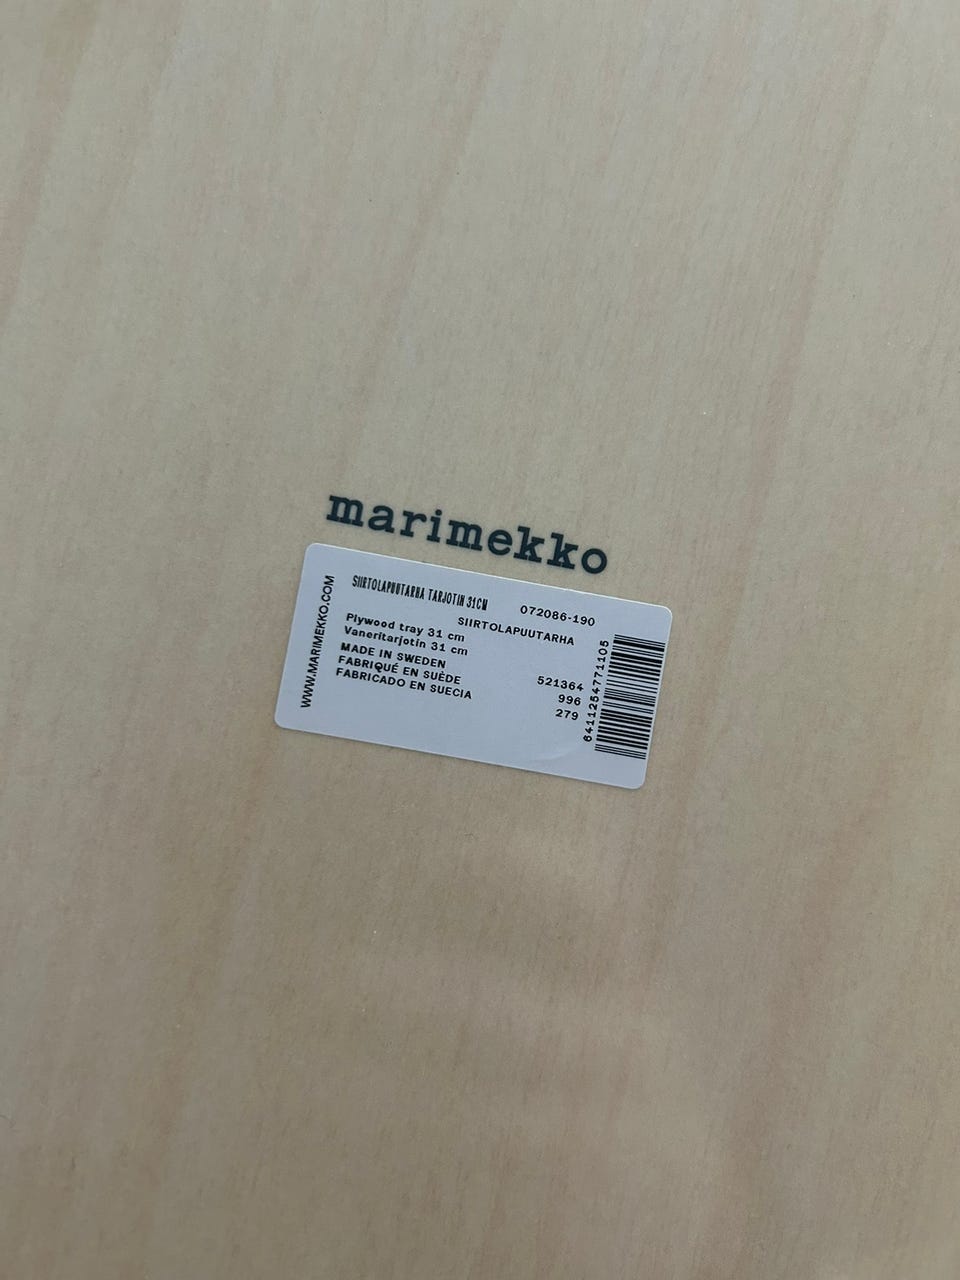 marimekko
WWW.MARIMEKKO.COM
SIIRTOLAPUUTARHA TARJOTIN 31CM
072086-190
SIIRTOLAPUUTARHA
Plywood tray 31 cm
Vaneritarjotin 31 cm
MADE IN SWEDEN
FABRIQUÉ EN SUÈDE
FABRICADO EN SUECIA
521364
996
279
6411254771105